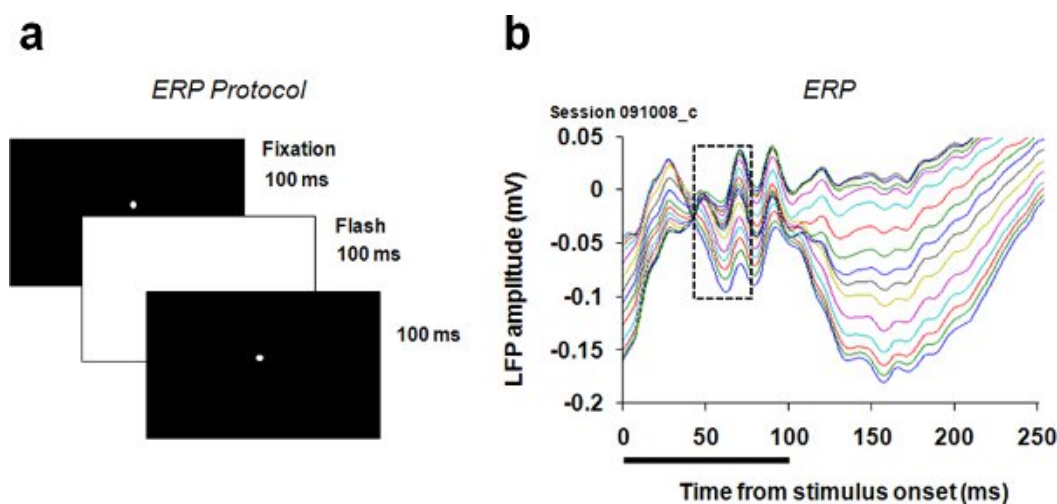 a
ERP Protocol
Fixation
100 ms
Flash
100 ms
100 ms
b
ERP
Session 091008_c
LFP amplitude (mV)
0.05
0
-0.05
-0.1
-0.15
-0.2
0 50 100 150 200 250
Time from stimulus onset (ms)